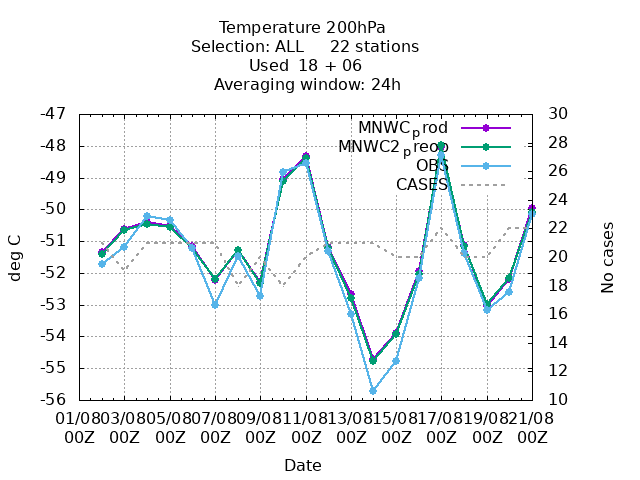 Temperature 200hPa
Selection: ALL     22 stations
Used  18 + 06
Averaging window: 24h
-47
-48
-49
-50
-51
-52
-53
-54
-55
-56
deg C
30
28
26
24
22
20
18
16
14
12
10
No cases
MNWC_prod
MNWC2_preop
OBS
CASES
01/08 03/08 05/08 07/08 09/08 11/08 13/08 15/08 17/08 19/08 21/08
00Z 00Z 00Z 00Z 00Z 00Z 00Z 00Z 00Z 00Z 00Z
Date